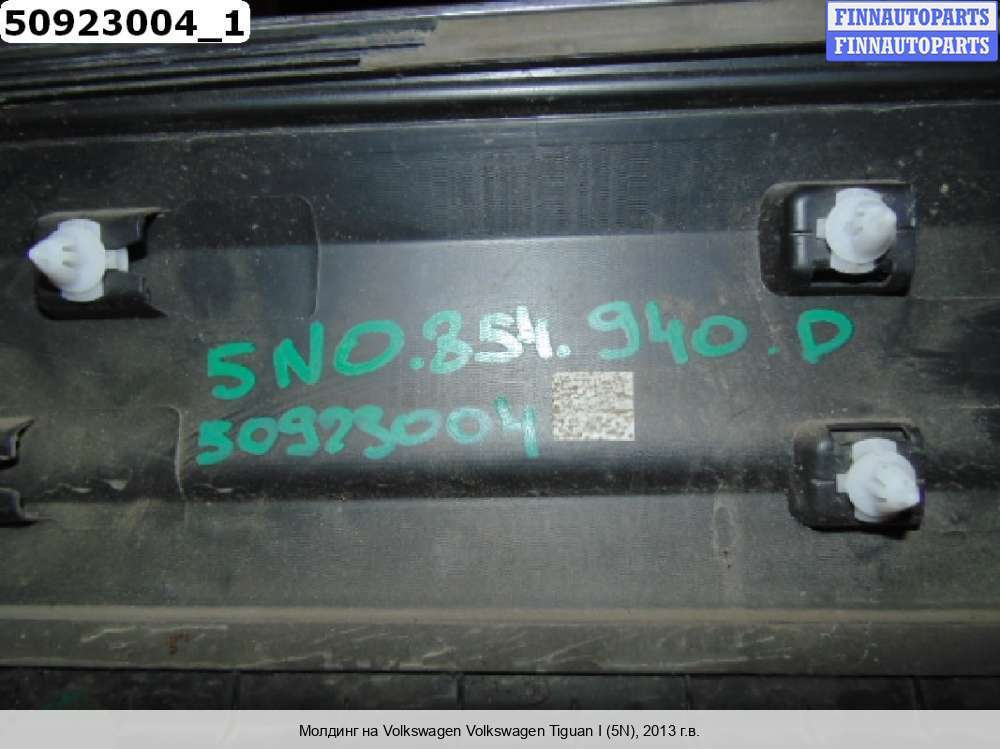 50923004_1
FINNAUTOPARTS
FINNAUTOPARTS
5N0.854.940.D
50923004
Молдинг на Volkswagen Volkswagen Tiguan I (5N), 2013 г.в.